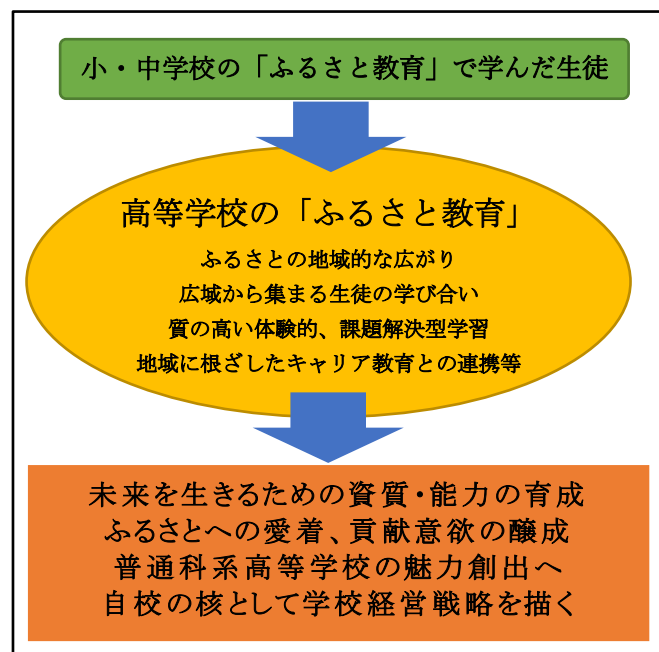 小・中学校の「ふるさと教育」で学んだ生徒
高等学校の「ふるさと教育」
ふるさとの地域的な広がり
広域から集まる生徒の学び合い
質の高い体験的、課題解決型学習
地域に根ざしたキャリア教育との連携等
未来を生きるための資質・能力の育成
ふるさとへの愛着、貢献意欲の醸成
普通科系高等学校の魅力創出へ
自校の核として学校経営戦略を描く